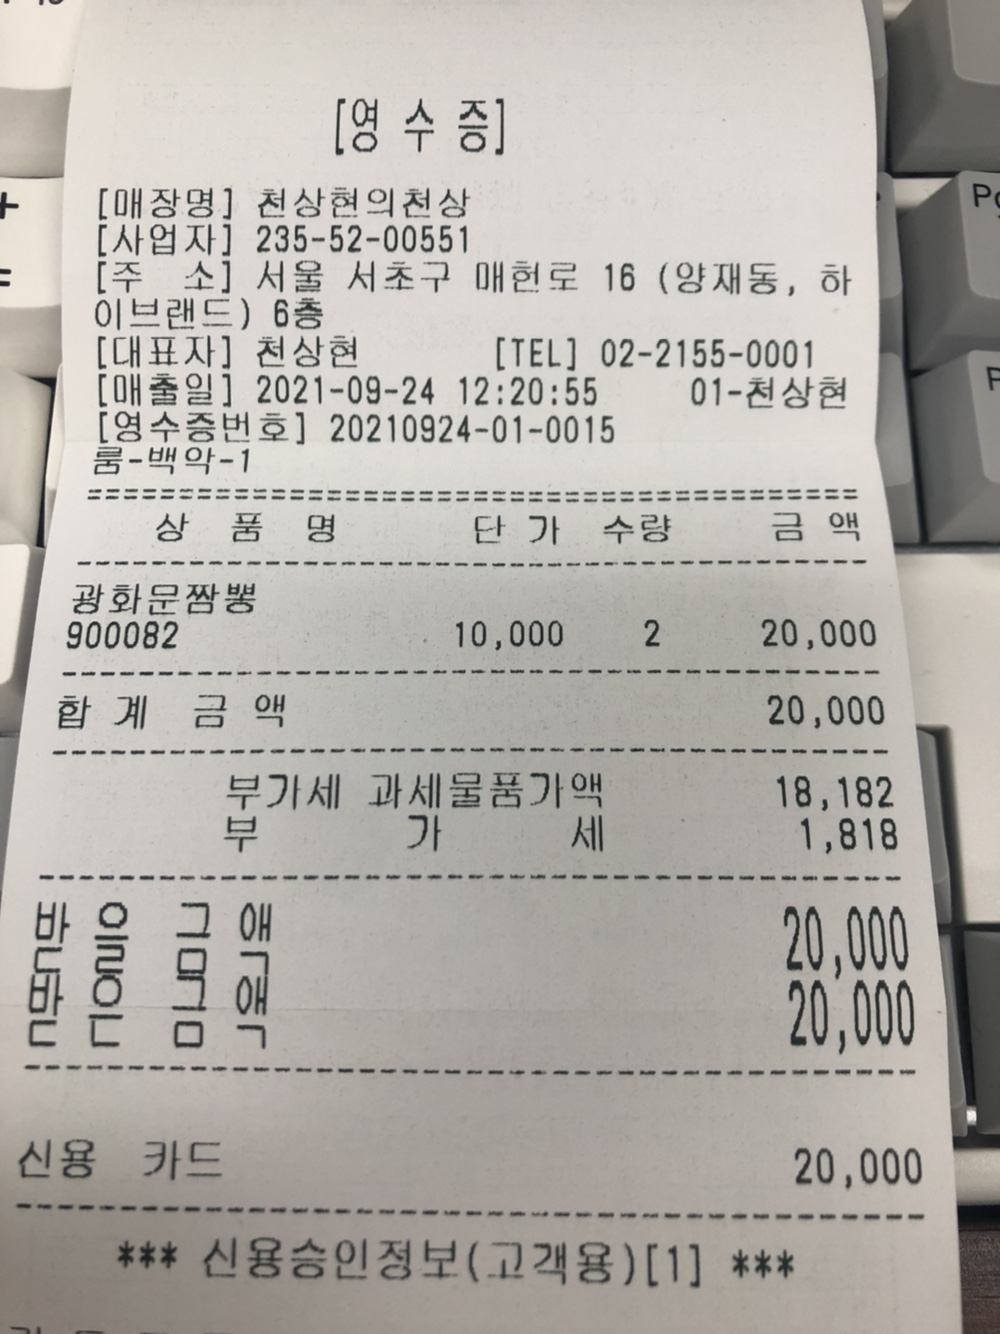 [영 수 증]
[매장명] 천상현의천상
[사업자] 235-52-00551
[주 소] 서울 서초구 매헌로 16 (양재동, 하
이브랜드) 6층
[대표자] 천상현 [TEL] 02-2155-0001
[매출일] 2021-09-24 12:20:55 01-천상현
[영수증번호] 20210924-01-0015
룸-백악-1
==========================================
상 품 명 단 가 수량 금 액
------------------------------------------
광화문짬뽕
900082 10,000 2 20,000
------------------------------------------
합 계 금 액 20,000
------------------------------------------
부가세 과세물품가액 18,182
부 가 세 1,818
------------------------------------------
받 을 금 액 20,000
받 은 금 액 20,000
------------------------------------------
신용 카드 20,000
------------------------------------------
*** 신용승인정보(고객용)[1] ***